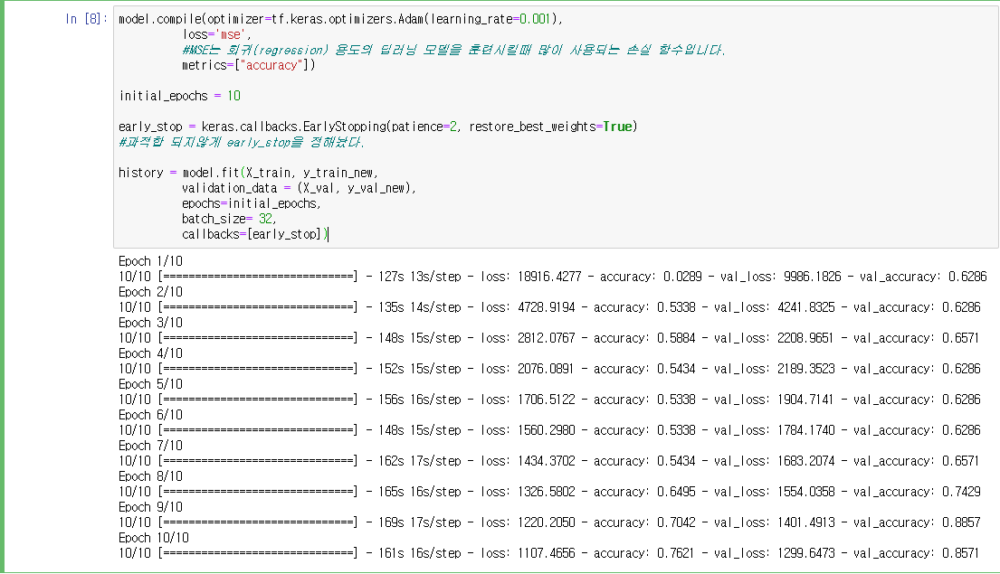 In [8]: model.compile(optimizer=tf.keras.optimizers.Adam(learning_rate=0.001),
loss='mse',
#MSE는 회귀(regression) 용도의 딥러닝 모델을 훈련시킬때 많이 사용되는 손실 함수입니다.
metrics=["accuracy"])
initial_epochs = 10
early_stop = keras.callbacks.EarlyStopping(patience=2, restore_best_weights=True)
#과적합 되지않게 early_stop을 정해놨다.
history = model.fit(X_train, y_train_new,
validation_data = (X_val, y_val_new),
epochs=initial_epochs,
batch_size= 32,
callbacks=[early_stop])
Epoch 1/10
10/10 [==============================] - 127s 13s/step - loss: 18916.4277 - accuracy: 0.0289 - val_loss: 9986.1826 - val_accuracy: 0.6286
Epoch 2/10
10/10 [==============================] - 135s 14s/step - loss: 4728.9194 - accuracy: 0.5338 - val_loss: 4241.8325 - val_accuracy: 0.6286
Epoch 3/10
10/10 [==============================] - 148s 15s/step - loss: 2812.0767 - accuracy: 0.5884 - val_loss: 2208.9651 - val_accuracy: 0.6571
Epoch 4/10
10/10 [==============================] - 152s 15s/step - loss: 2076.0891 - accuracy: 0.5434 - val_loss: 2189.3523 - val_accuracy: 0.6286
Epoch 5/10
10/10 [==============================] - 156s 16s/step - loss: 1706.5122 - accuracy: 0.5338 - val_loss: 1904.7141 - val_accuracy: 0.6286
Epoch 6/10
10/10 [==============================] - 148s 15s/step - loss: 1560.2980 - accuracy: 0.5338 - val_loss: 1784.1740 - val_accuracy: 0.6286
Epoch 7/10
10/10 [==============================] - 162s 17s/step - loss: 1434.3702 - accuracy: 0.5434 - val_loss: 1683.2074 - val_accuracy: 0.6571
Epoch 8/10
10/10 [==============================] - 165s 16s/step - loss: 1326.5802 - accuracy: 0.6495 - val_loss: 1554.0358 - val_accuracy: 0.7429
Epoch 9/10
10/10 [==============================] - 169s 17s/step - loss: 1220.2050 - accuracy: 0.7042 - val_loss: 1401.4913 - val_accuracy: 0.8857
Epoch 10/10
10/10 [==============================] - 161s 16s/step - loss: 1107.4656 - accuracy: 0.7621 - val_loss: 1299.6473 - val_accuracy: 0.8571